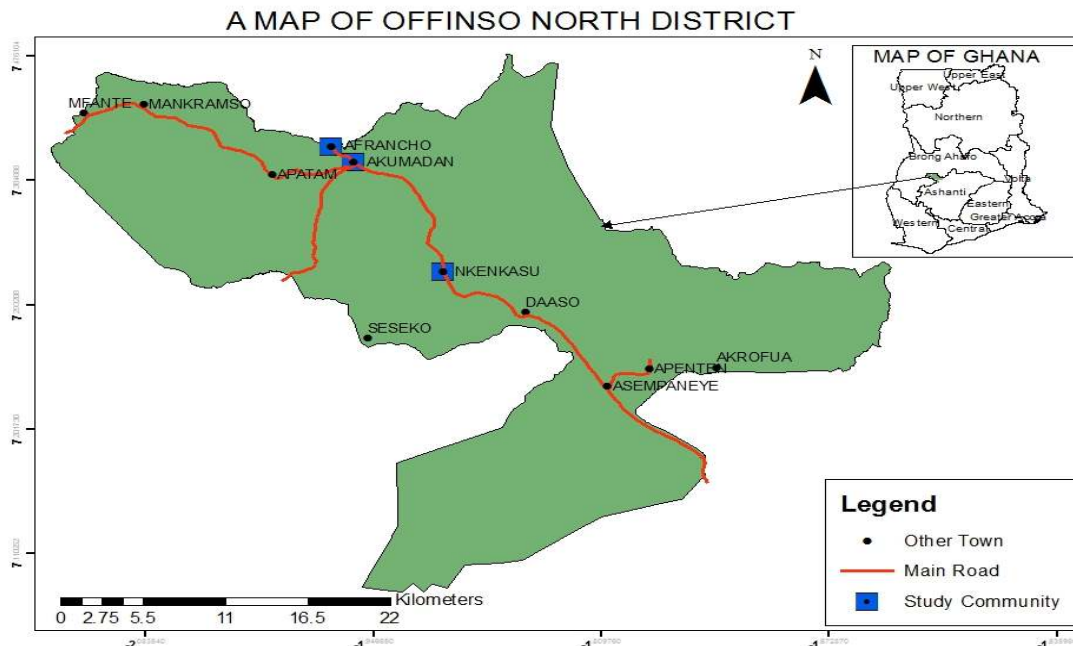 A MAP OF OFFINSO NORTH DISTRICT
N
MAP OF GHANA
Upper East
Upper West
Northern
Brong Ahafo
Volta
Ashanti
Eastern
Greater Accra
Western
Central
MFANTE
MANKRAMSO
AFRANCHO
AKUMADAN
APATAM
NKENKASU
DAASO
SESEKO
AKROFUA
APENTEN
ASEMPANEYE
Legend
Other Town
Main Road
Study Community
Kilometers
0 2.75 5.5 11 16.5 22